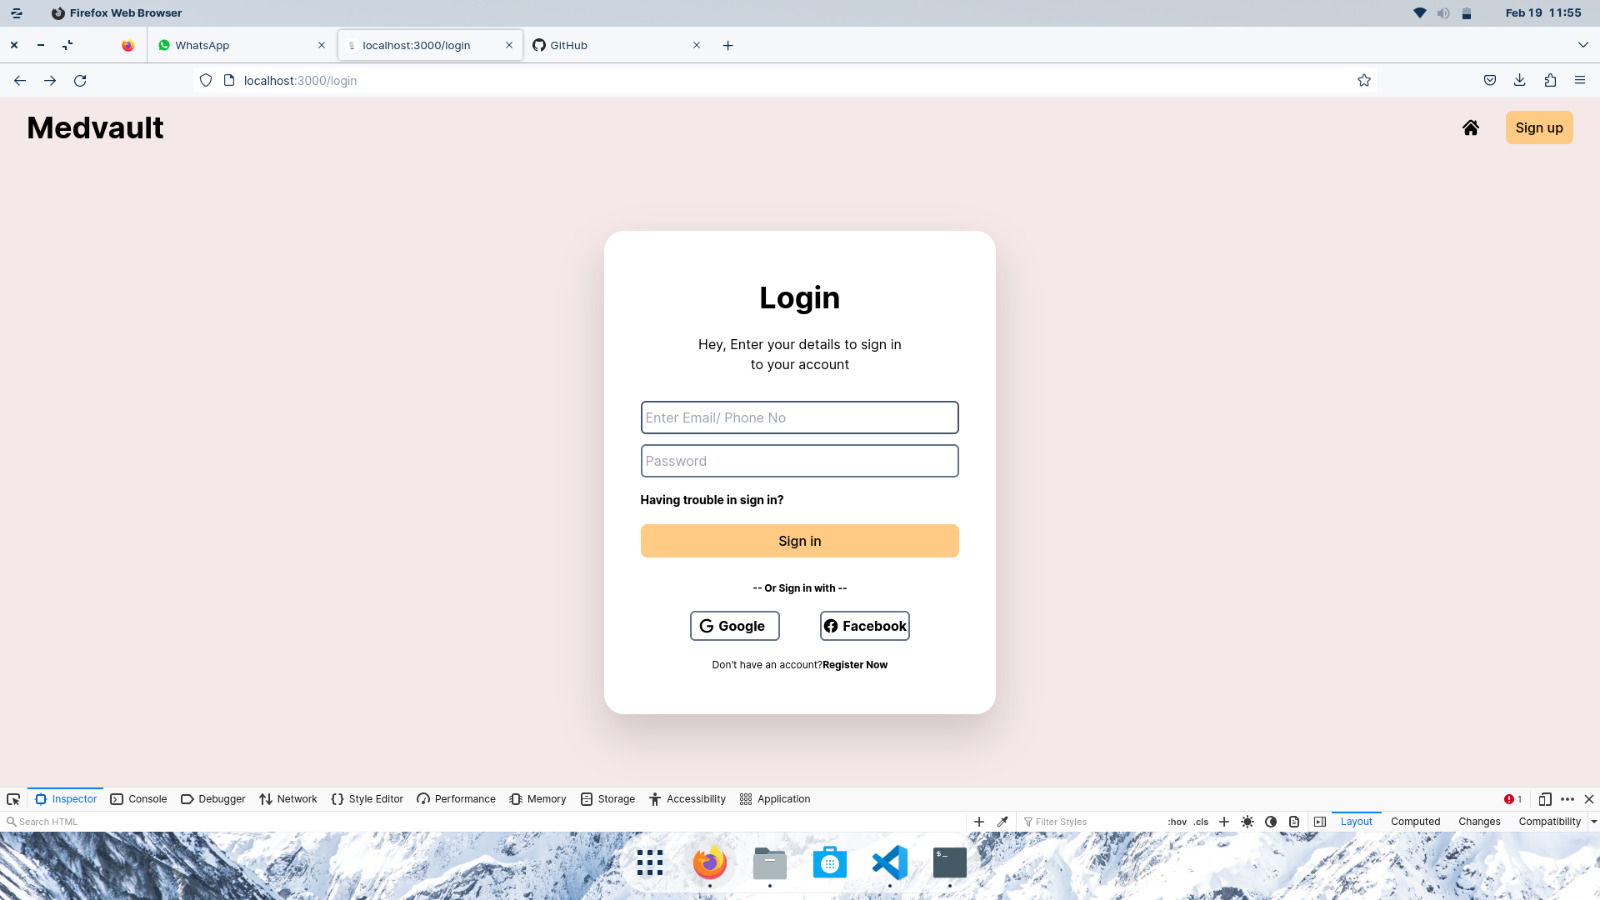 Firefox Web Browser
Feb 19 11:55
WhatsApp
localhost:3000/login
GitHub
localhost:3000/login
Medvault
Sign up
Login
Hey, Enter your details to sign in
to your account
Enter Email/ Phone No
Password
Having trouble in sign in?
Sign in
-- Or Sign in with --
Google
Facebook
Don't have an account?Register Now
Inspector
Console
Debugger
Network
Style Editor
Performance
Memory
Storage
Accessibility
Application
1
Search HTML
Filter Styles
:hov
.cls
Layout
Computed
Changes
Compatibility